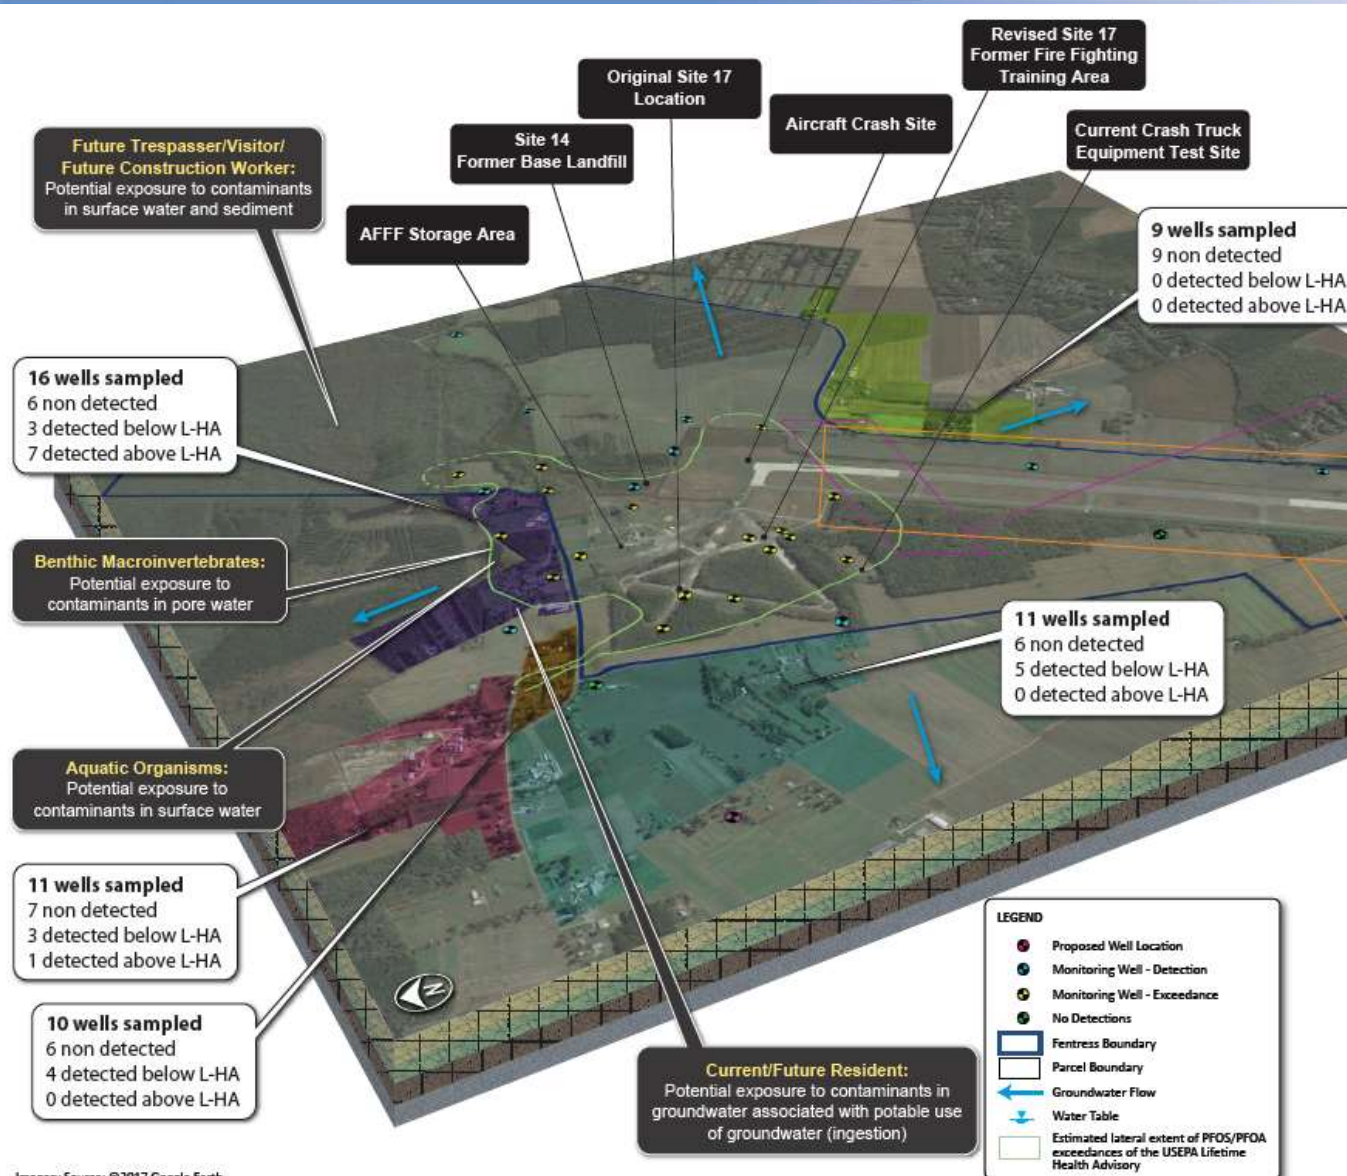 Revised Site 17
Former Fire Fighting
Training Area
Original Site 17
Location
Aircraft Crash Site
Current Crash Truck
Equipment Test Site
Site 14
Former Base Landfill
Future Trespasser/Visitor/
Future Construction Worker:
Potential exposure to contaminants
in surface water and sediment
AFFF Storage Area
9 wells sampled
9 non detected
0 detected below L-HA
0 detected above L-HA
16 wells sampled
6 non detected
3 detected below L-HA
7 detected above L-HA
Benthic Macroinvertebrates:
Potential exposure to
contaminants in pore water
11 wells sampled
6 non detected
5 detected below L-HA
0 detected above L-HA
Aquatic Organisms:
Potential exposure to
contaminants in surface water
11 wells sampled
7 non detected
3 detected below L-HA
1 detected above L-HA
N
10 wells sampled
6 non detected
4 detected below L-HA
0 detected above L-HA
Current/Future Resident:
Potential exposure to contaminants in
groundwater associated with potable use
of groundwater (ingestion)
LEGEND
Proposed Well Location
Monitoring Well - Detection
Monitoring Well - Exceedance
No Detections
Fentress Boundary
Parcel Boundary
Groundwater Flow
Water Table
Estimated lateral extent of PFOS/PFOA
exceedances of the USEPA Lifetime
Health Advisory
Imagery Source: ©2017 Google Earth